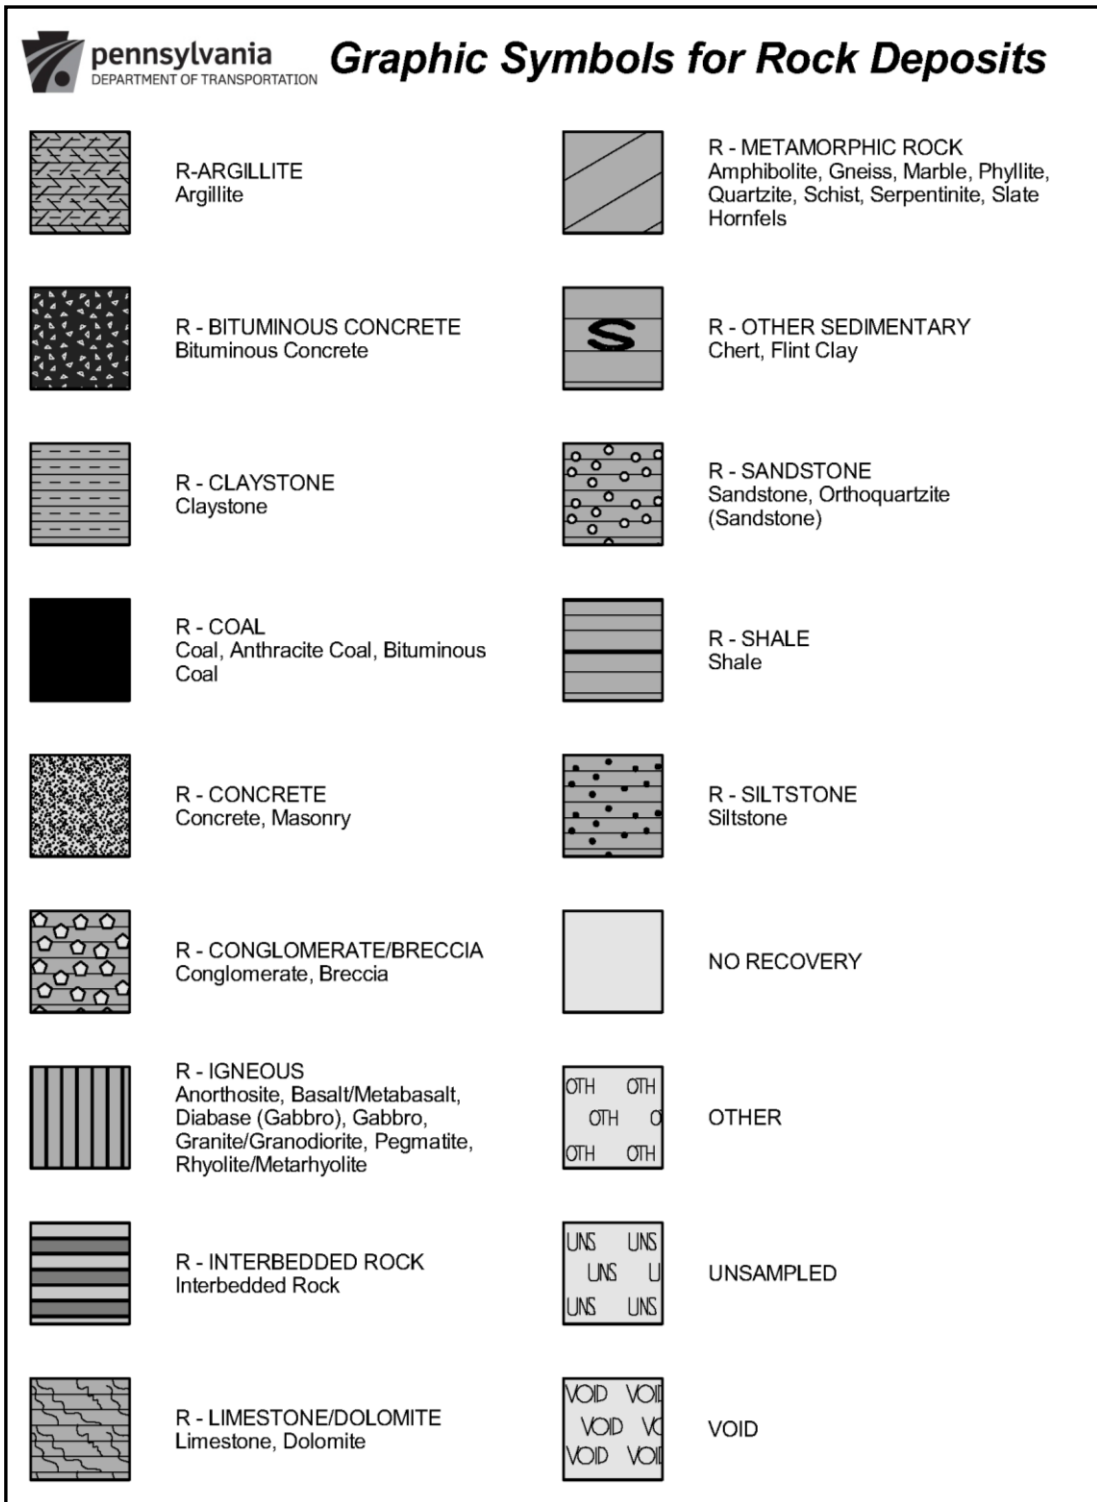 pennsylvania
DEPARTMENT OF TRANSPORTATION
Graphic Symbols for Rock Deposits
R-ARGILLITE
Argillite
R - BITUMINOUS CONCRETE
Bituminous Concrete
R - CLAYSTONE
Claystone
R - COAL
Coal, Anthracite Coal, Bituminous
Coal
R - CONCRETE
Concrete, Masonry
R - CONGLOMERATE/BRECCIA
Conglomerate, Breccia
R - IGNEOUS
Anorthosite, Basalt/Metabasalt,
Diabase (Gabbro), Gabbro,
Granite/Granodiorite, Pegmatite,
Rhyolite/Metarhyolite
R - INTERBEDDED ROCK
Interbedded Rock
R - LIMESTONE/DOLOMITE
Limestone, Dolomite
R - METAMORPHIC ROCK
Amphibolite, Gneiss, Marble, Phyllite,
Quartzite, Schist, Serpentinite, Slate
Hornfels
S
R - OTHER SEDIMENTARY
Chert, Flint Clay
R - SANDSTONE
Sandstone, Orthoquartzite
(Sandstone)
R - SHALE
Shale
R - SILTSTONE
Siltstone
NO RECOVERY
OTH OTH
OTH O
OTH OTH
OTHER
UNS UNS
UNS U
UNS UNS
UNSAMPLED
VOID VOID
VOID VO
VOID VOID
VOID